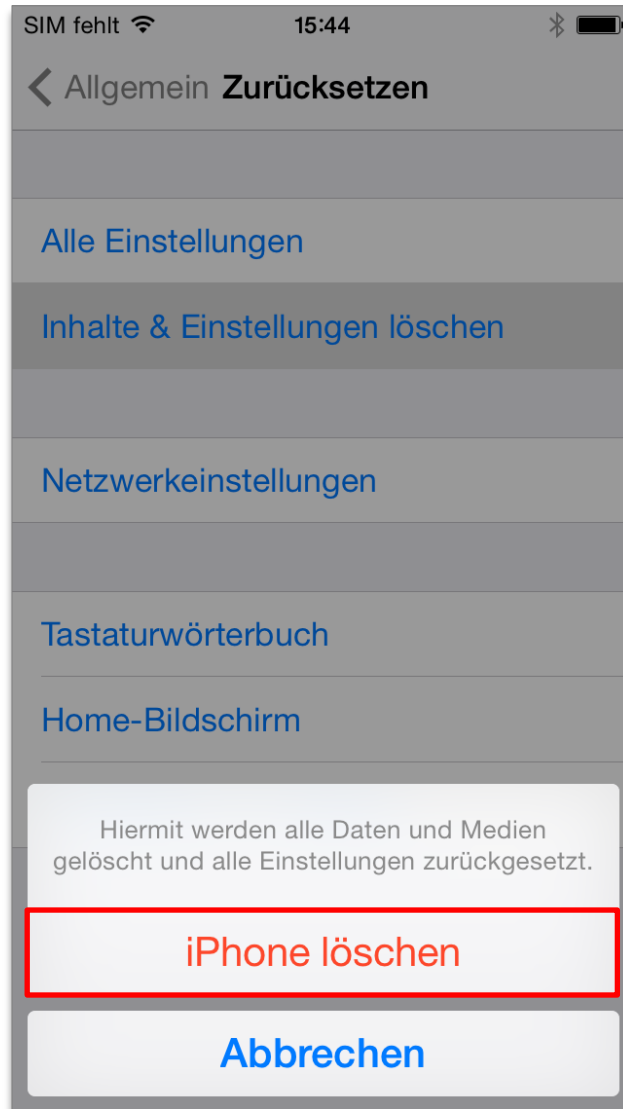 SIM fehlt 15:44
Allgemein Zurücksetzen
Alle Einstellungen
Inhalte & Einstellungen löschen
Netzwerkeinstellungen
Tastaturwörterbuch
Home-Bildschirm
Hiermit werden alle Daten und Medien
gelöscht und alle Einstellungen zurückgesetzt.
iPhone löschen
Abbrechen